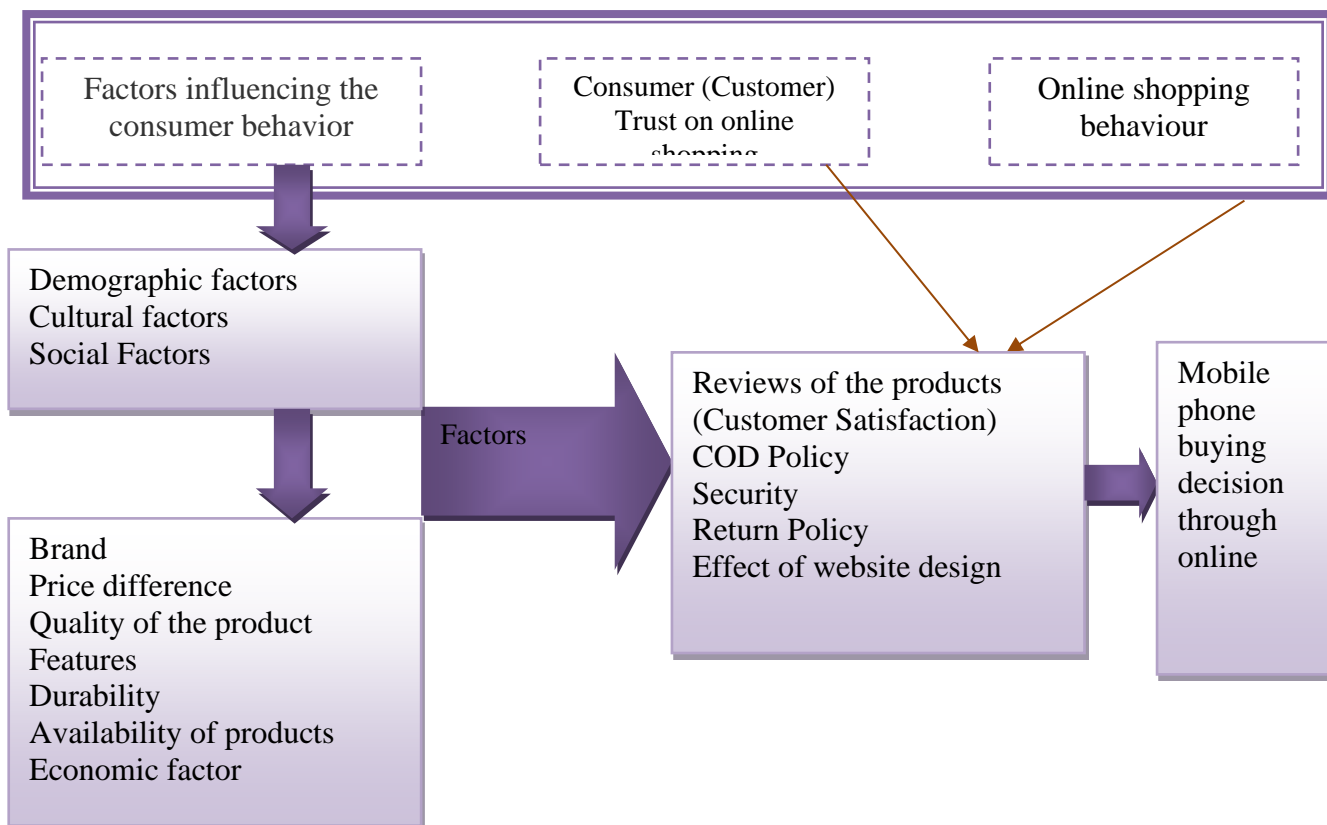 Factors influencing the
consumer behavior
Consumer (Customer)
Trust on online
shopping
Online shopping
behaviour
Demographic factors
Cultural factors
Social Factors
Factors
Reviews of the products
(Customer Satisfaction)
COD Policy
Security
Return Policy
Effect of website design
Mobile
phone
buying
decision
through
online
Brand
Price difference
Quality of the product
Features
Durability
Availability of products
Economic factor